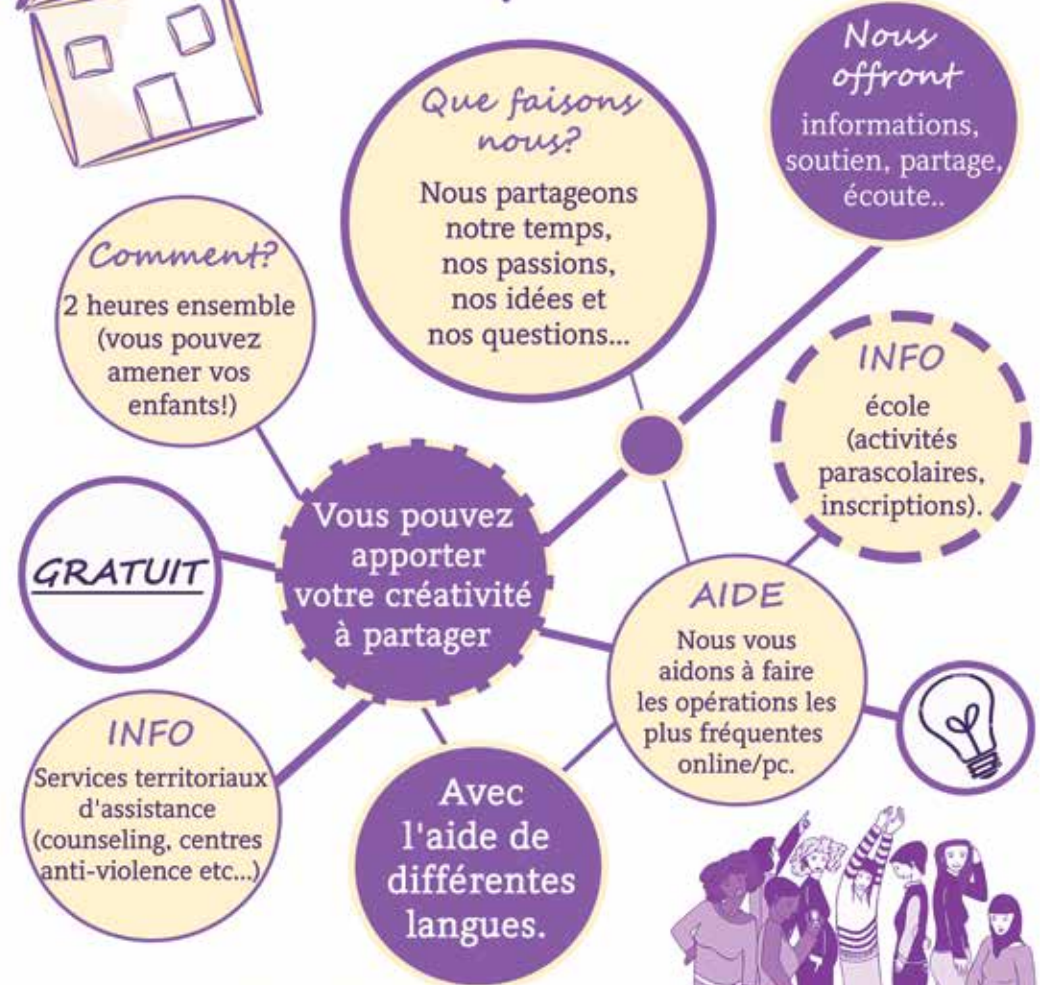 Nous
offront
informations,
soutien, partage,
écoute..
Que faisons
nous?
Nous partageons
notre temps,
nos passions,
nos idées et
nos questions...
Comment?
2 heures ensemble
(vous pouvez
amener vos
enfants!)
INFO
école
(activités
parascolaires,
inscriptions).
Vous pouvez
apporter
votre créativité
à partager
GRATUIT
AIDE
Nous vous
aidons à faire
les opérations les
plus fréquentes
online/pc.
INFO
Services territoriaux
d'assistance
(counseling, centres
anti-violence etc...)
Avec
l'aide de
différentes
langues.